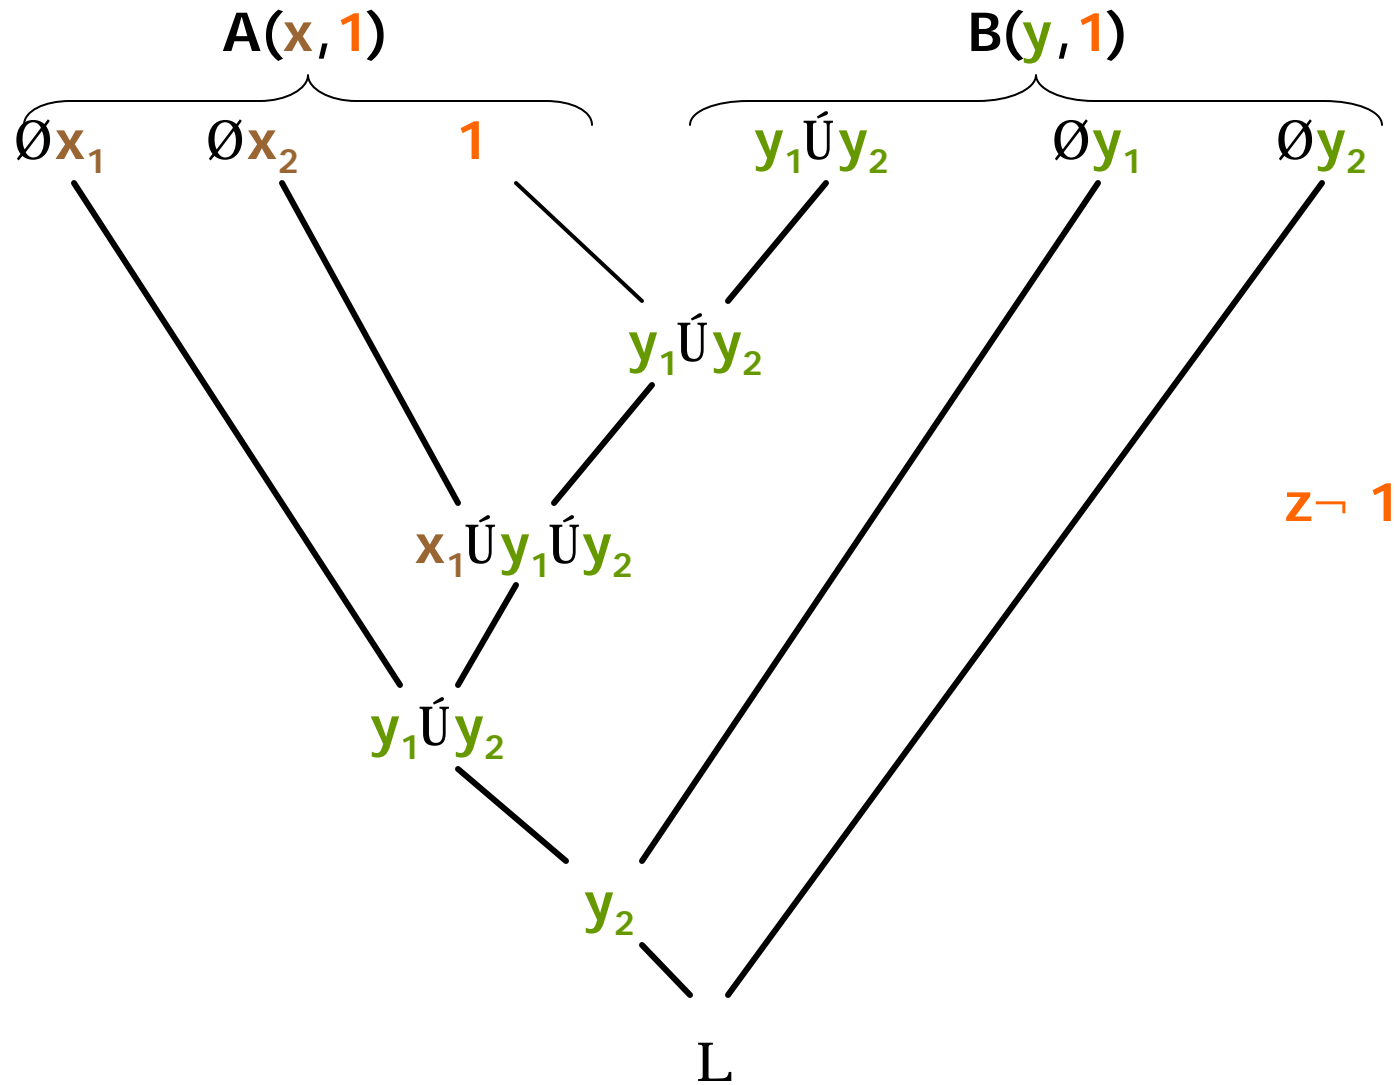 A(x,1) B(y,1)
Øx₁ Øx₂ 1 y₁Úy₂ Øy₁ Øy₂
y₁Úy₂
z¬ 1
x₁Úy₁Úy₂
y₁Úy₂
y₂
L